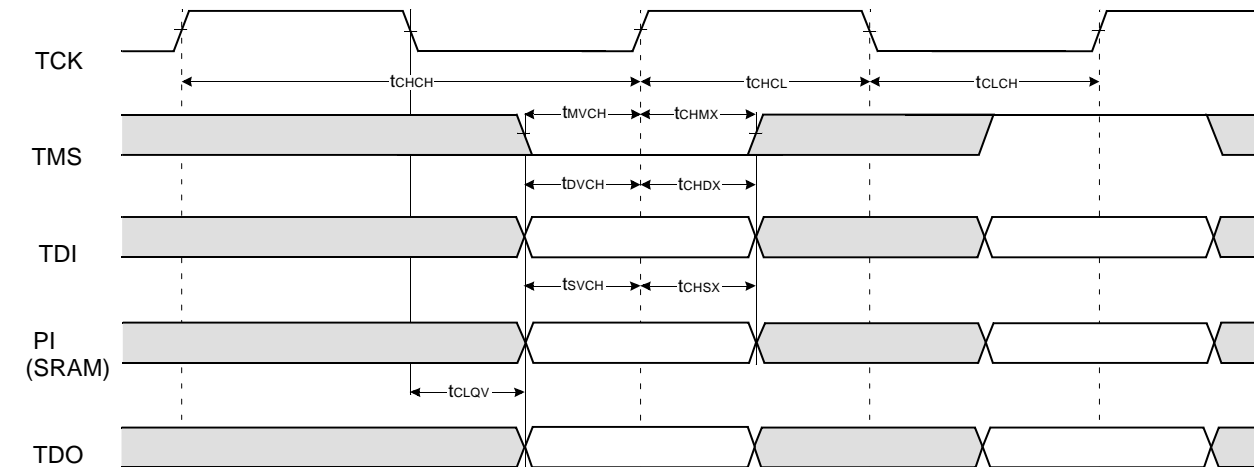 TCK
tCHCH
tCHCL
tCLCH
tMVCH
tCHMX
TMS
tDVCH
tCHDX
TDI
tSVCH
tCHSX
PI
(SRAM)
tCLQV
TDO